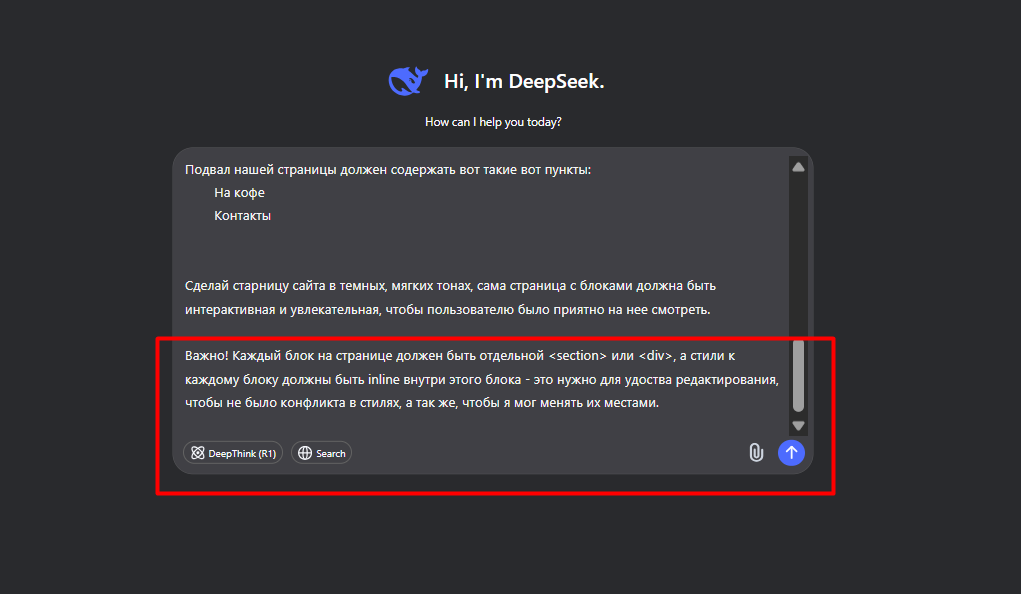 Hi, I'm DeepSeek.
How can I help you today?
Подвал нашей страницы должен содержать вот такие вот пункты:
На кофе
Контакты
Сделай старницу сайта в темных, мягких тонах, сама страница с блоками должна быть
интерактивная и увлекательная, чтобы пользователю было приятно на нее смотреть.
Важно! Каждый блок на странице должен быть отдельной <section> или <div>, а стили к
каждому блоку должны быть inline внутри этого блока - это нужно для удоства редактирования,
чтобы не было конфликта в стилях, а так же, чтобы я мог менять их местами.
DeepThink (R1) Search